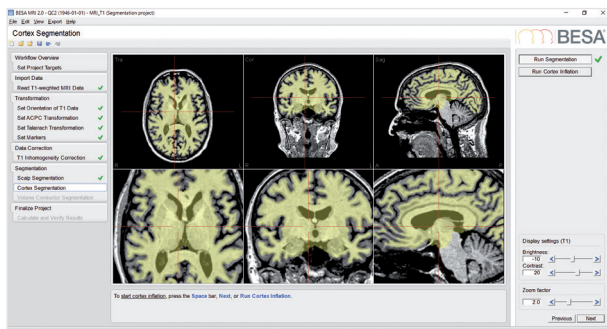 BESA MRI 2.0 - QC2 (1946-01-01) - MRI_T1 (Segmentation project)
File Edit View Export Help
Cortex Segmentation
BESA
Workflow Overview
Set Project Targets
Import Data
Read T1-weighted MRI Data
Transformation
Set Orientation of T1 Data
Set ACPC Transformation
Set Talairach Transformation
Set Markers
Data Correction
T1 Inhomogeneity Correction
Segmentation
Scalp Segmentation
Cortex Segmentation
Volume Conductor Segmentation
Finalize Project
Calculate and Verify Results
Tra
Cor
Sag
R L R L A P
To start cortex inflation, press the Space bar, Next, or Run Cortex Inflation.
Run Segmentation
Run Cortex Inflation
Display settings (T1)
Brightness:
-10
Contrast:
20
Zoom factor
2.0
Previous Next